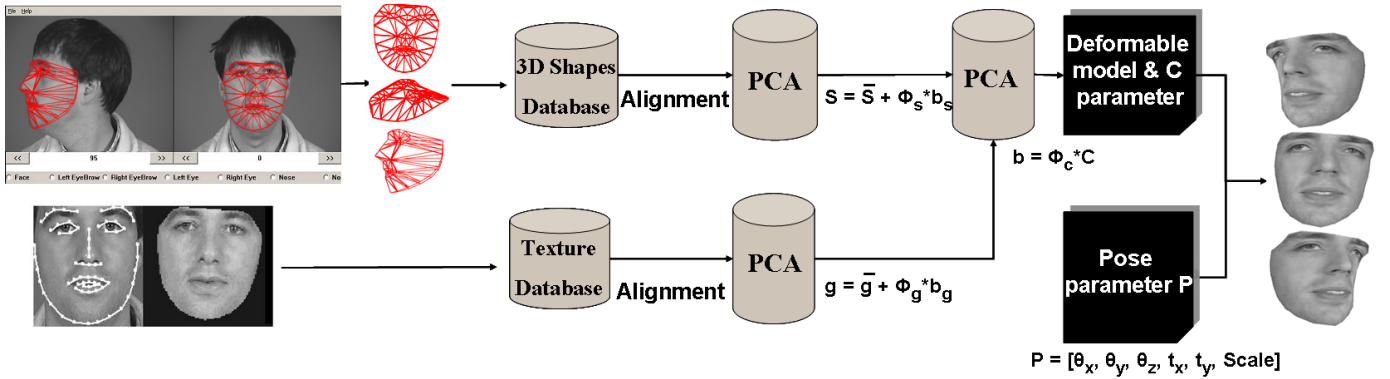 File Help
<< 95 >> << 0 >>
Face Left EyeBrow Right EyeBrow Left Eye Right Eye Nose No
3D Shapes
Database
Alignment
PCA
S = S̅ + Φs*bs
PCA
b = Φc*C
Deformable
model & C
parameter
Texture
Database
Alignment
PCA
g = g̅ + Φg*bg
Pose
parameter P
P = [θx, θy, θz, tx, ty, Scale]